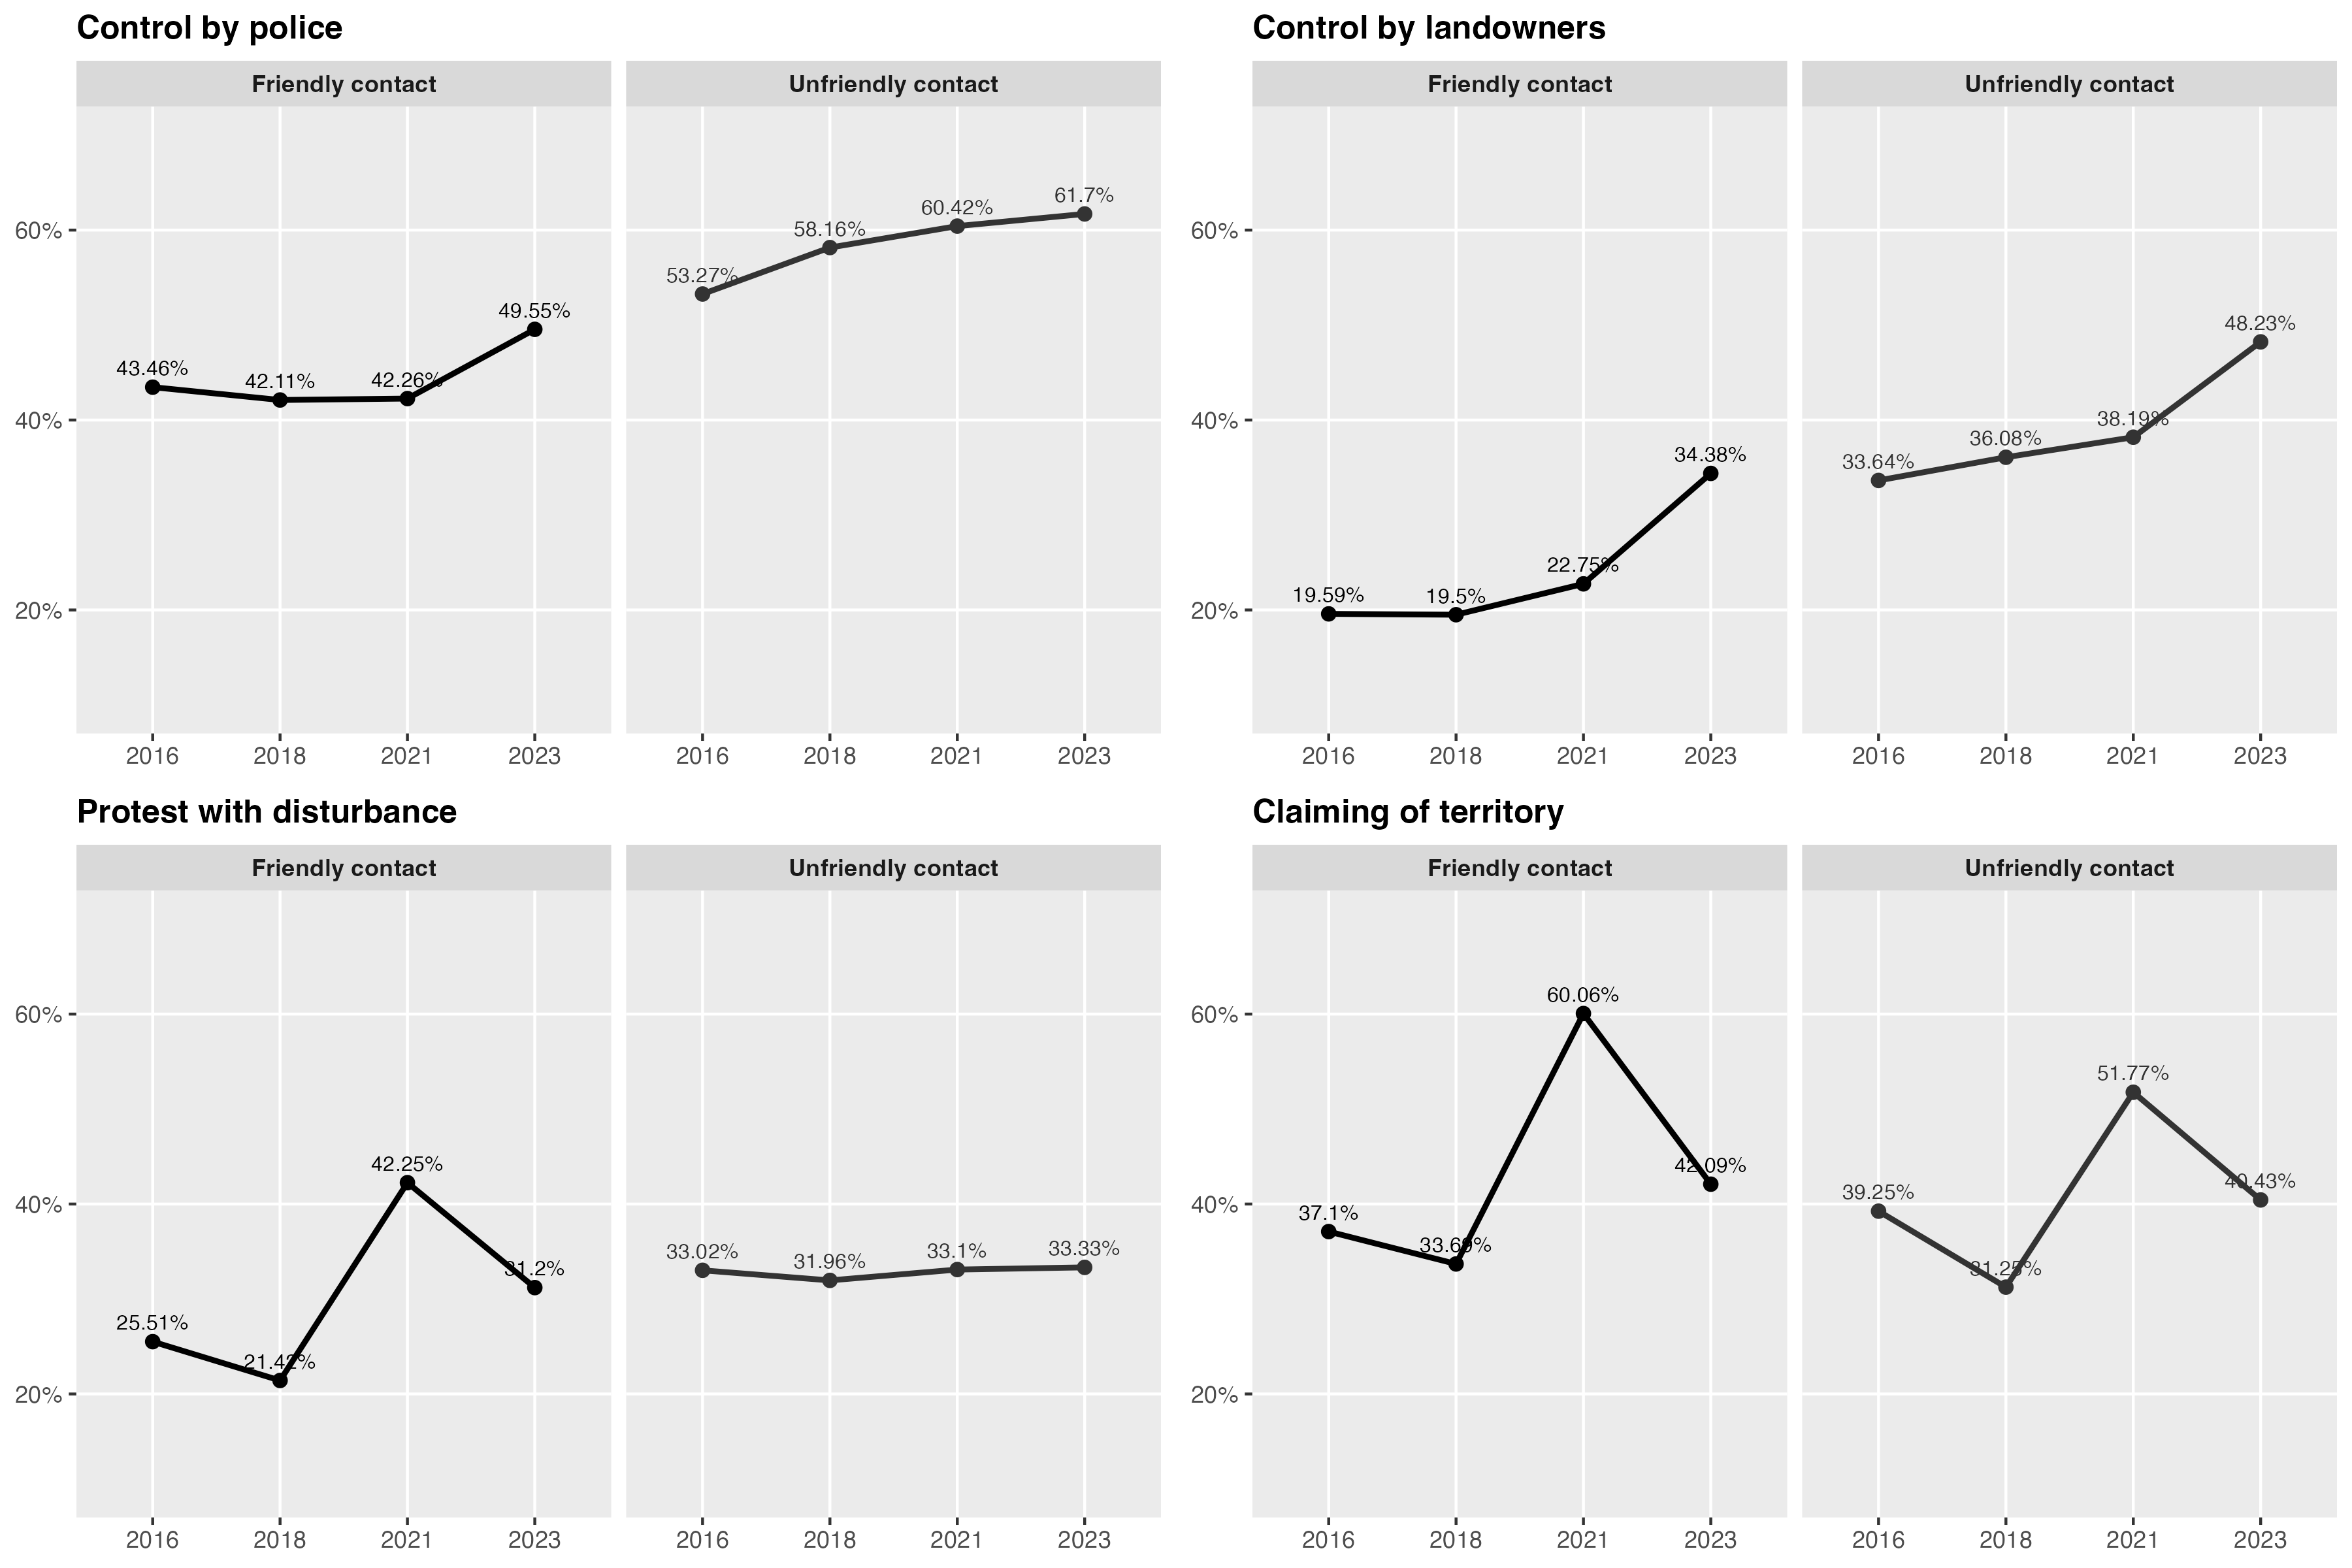 Control by police
Friendly contact
Unfriendly contact
60%
40%
20%
43.46%
42.11%
42.26%
49.55%
53.27%
58.16%
60.42%
61.7%
2016 2018 2021 2023
2016 2018 2021 2023
Control by landowners
Friendly contact
Unfriendly contact
60%
40%
20%
19.59%
19.5%
22.75%
34.38%
33.64%
36.08%
38.19%
48.23%
2016 2018 2021 2023
2016 2018 2021 2023
Protest with disturbance
Friendly contact
Unfriendly contact
60%
40%
20%
25.51%
21.42%
42.25%
31.2%
33.02%
31.96%
33.1%
33.33%
2016 2018 2021 2023
2016 2018 2021 2023
Claiming of territory
Friendly contact
Unfriendly contact
60%
40%
20%
37.1%
33.69%
60.06%
42.09%
39.25%
31.25%
51.77%
40.43%
2016 2018 2021 2023
2016 2018 2021 2023